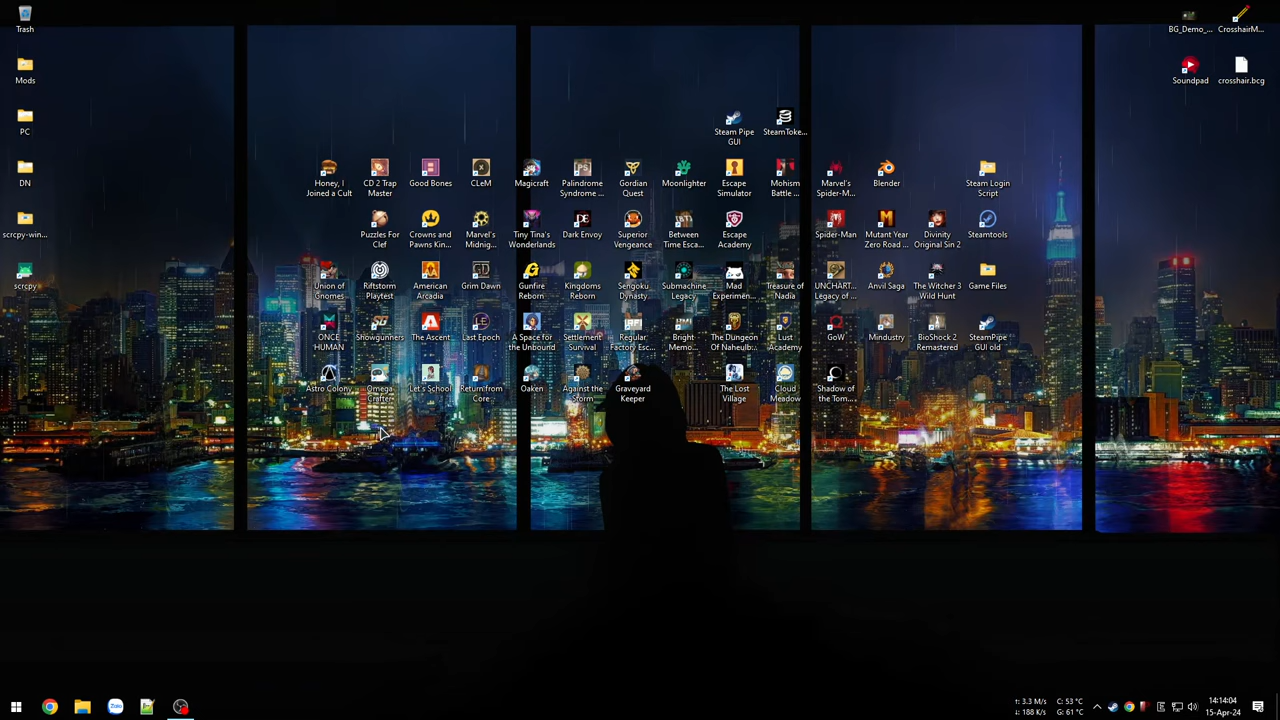 Trash
BG_Demo_...
CrosshairM...
Mods
Soundpad
crosshair.bcg
PC
Steam Pipe
GUI
SteamToke...
DN
Honey, I
Joined a Cult
CD 2 Trap
Master
Good Bones
CLeM
Magicraft
Palindrome
Syndrome ...
Gordian
Quest
Moonlighter
Escape
Simulator
Mohism
Battle ...
Marvel's
Spider-M...
Blender
Steam Login
Script
scrcpy-win...
Puzzles For
Clef
Crowns and
Pawns Kin...
Marvel's
Midnig...
Tiny Tina's
Wonderlands
Dark Envoy
Superior
Vengeance
Between
Time Esca...
Escape
Academy
Spider-Man
Mutant Year
Zero Road ...
Divinity
Original Sin 2
Steamtools
scrcpy
Union of
Gnomes
Riftstorm
Playtest
American
Arcadia
Grim Dawn
Gunfire
Reborn
Kingdoms
Reborn
Sengoku
Dynasty
Submachine
Legacy
Mad
Experimen...
Treasure of
Nadia
UNCHART...
Legacy of ...
Anvil Saga
The Witcher 3
Wild Hunt
Game Files
ONCE
HUMAN
Showgunners
The Ascent
Last Epoch
A Space for
the Unbound
Settlement
Survival
Regular
Factory Esc...
Bright
Memo...
The Dungeon
Of Naheulb...
Lust
Academy
GoW
Mindustry
BioShock 2
Remastered
SteamPipe
GUI old
Astro Colony
Omega
Crafter
Let's School
Return from
Core
Oaken
Against the
Storm
Graveyard
Keeper
The Lost
Village
Cloud
Meadow
Shadow of
the Tom...
Zalo
↑: 3.3 M/s
C: 53 °C
↓: 188 K/s
G: 61 °C
14:14:04
15-Apr-24